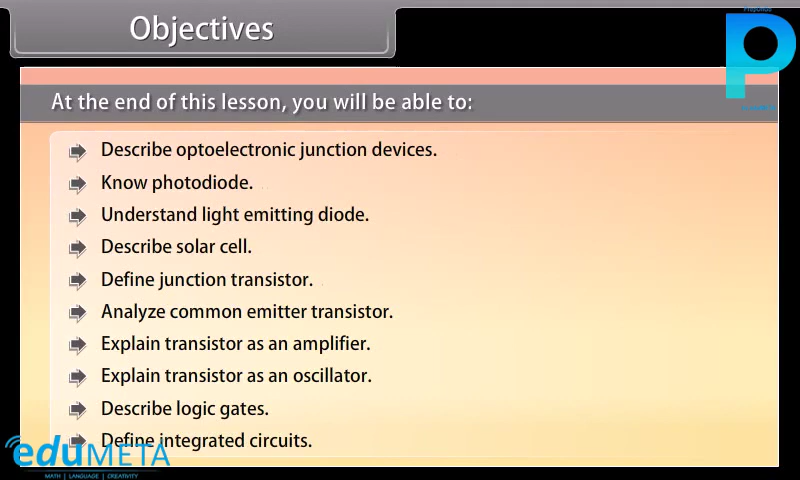 Objectives
At the end of this lesson, you will be able to:
Describe optoelectronic junction devices.
Know photodiode.
Understand light emitting diode.
Describe solar cell.
Define junction transistor.
Analyze common emitter transistor.
Explain transistor as an amplifier.
Explain transistor as an oscillator.
Describe logic gates.
Define integrated circuits.
eduMETA
MATH | LANGUAGE | CREATIVITY
P